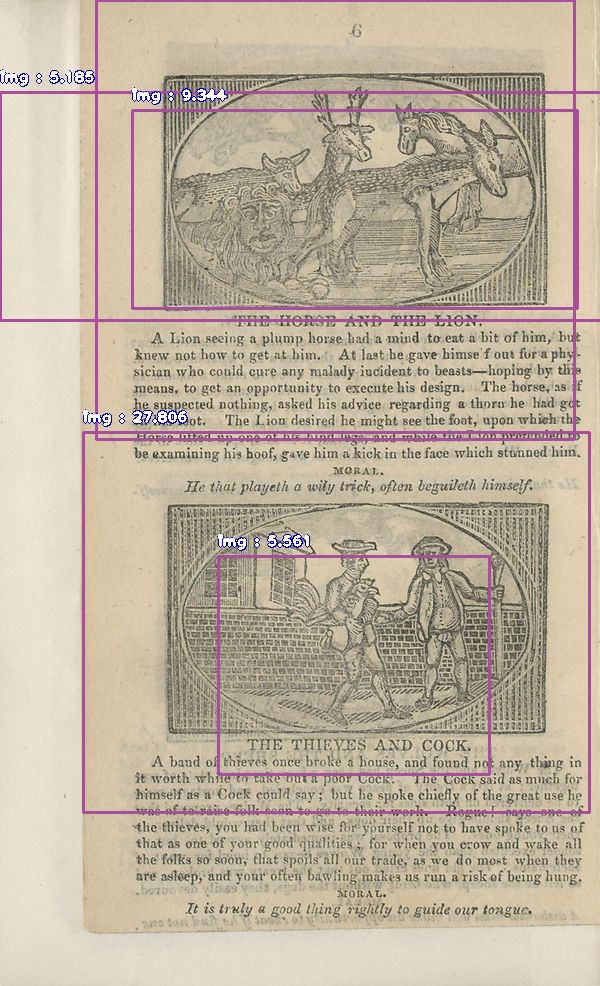 6
img : 5.185
img : 9.344
THE HORSE AND THE LION.
A Lion seeing a plump horse had a mind to eat a bit of him, but
knew not how to get at him. At last he gave himse f out for a phy-
sician who could cure any malady incident to beasts—hoping by this
means, to get an opportunity to execute his design. The horse, as if
he suspected nothing, asked his advice regarding a thorn he had got
foot. The Lion desired he might see the foot, upon which the
img : 27.806
Horse lifted up one of his hind legs, and while the Lion pretended to
be examining his hoof, gave him a kick in the face which stunned him.
MORAL.
He that playeth a wily trick, often beguileth himself.
img : 5.561
THE THIEVES AND COCK.
A band of thieves once broke a house, and found not any thing in
it worth while to take but a poor Cock. The Cock said as much for
himself as a Cock could say; but he spoke chiefly of the great use he
was of to raise folk soon to go to their work. Rogue! says one of
the thieves, you had been wise for yourself not to have spoke to us of
that as one of your good qualities; for when you crow and wake all
the folks so soon, that spoils all our trade, as we do most when they
are asleep, and your often bawling makes us run a risk of being hung.
MORAL.
It is truly a good thing rightly to guide our tongue.